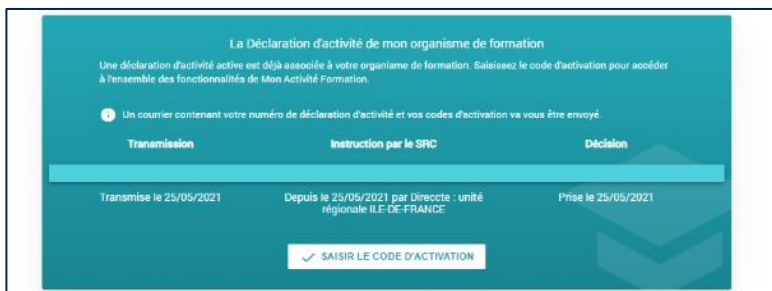 La Déclaration d'activité de mon organisme de formation
Une déclaration d'activité active est déjà associée à votre organisme de formation. Saisissez le code d'activation pour accéder
à l'ensemble des fonctionnalités de Mon Activité Formation.
Un courrier contenant votre numéro de déclaration d'activité et vos codes d'activation va vous être envoyé.
Transmission Instruction par le SRC Décision
Transmise le 25/05/2021 Depuis le 25/05/2021 par Direccte : unité Prise le 25/05/2021
régionale ILE-DE-FRANCE
SAISIR LE CODE D'ACTIVATION